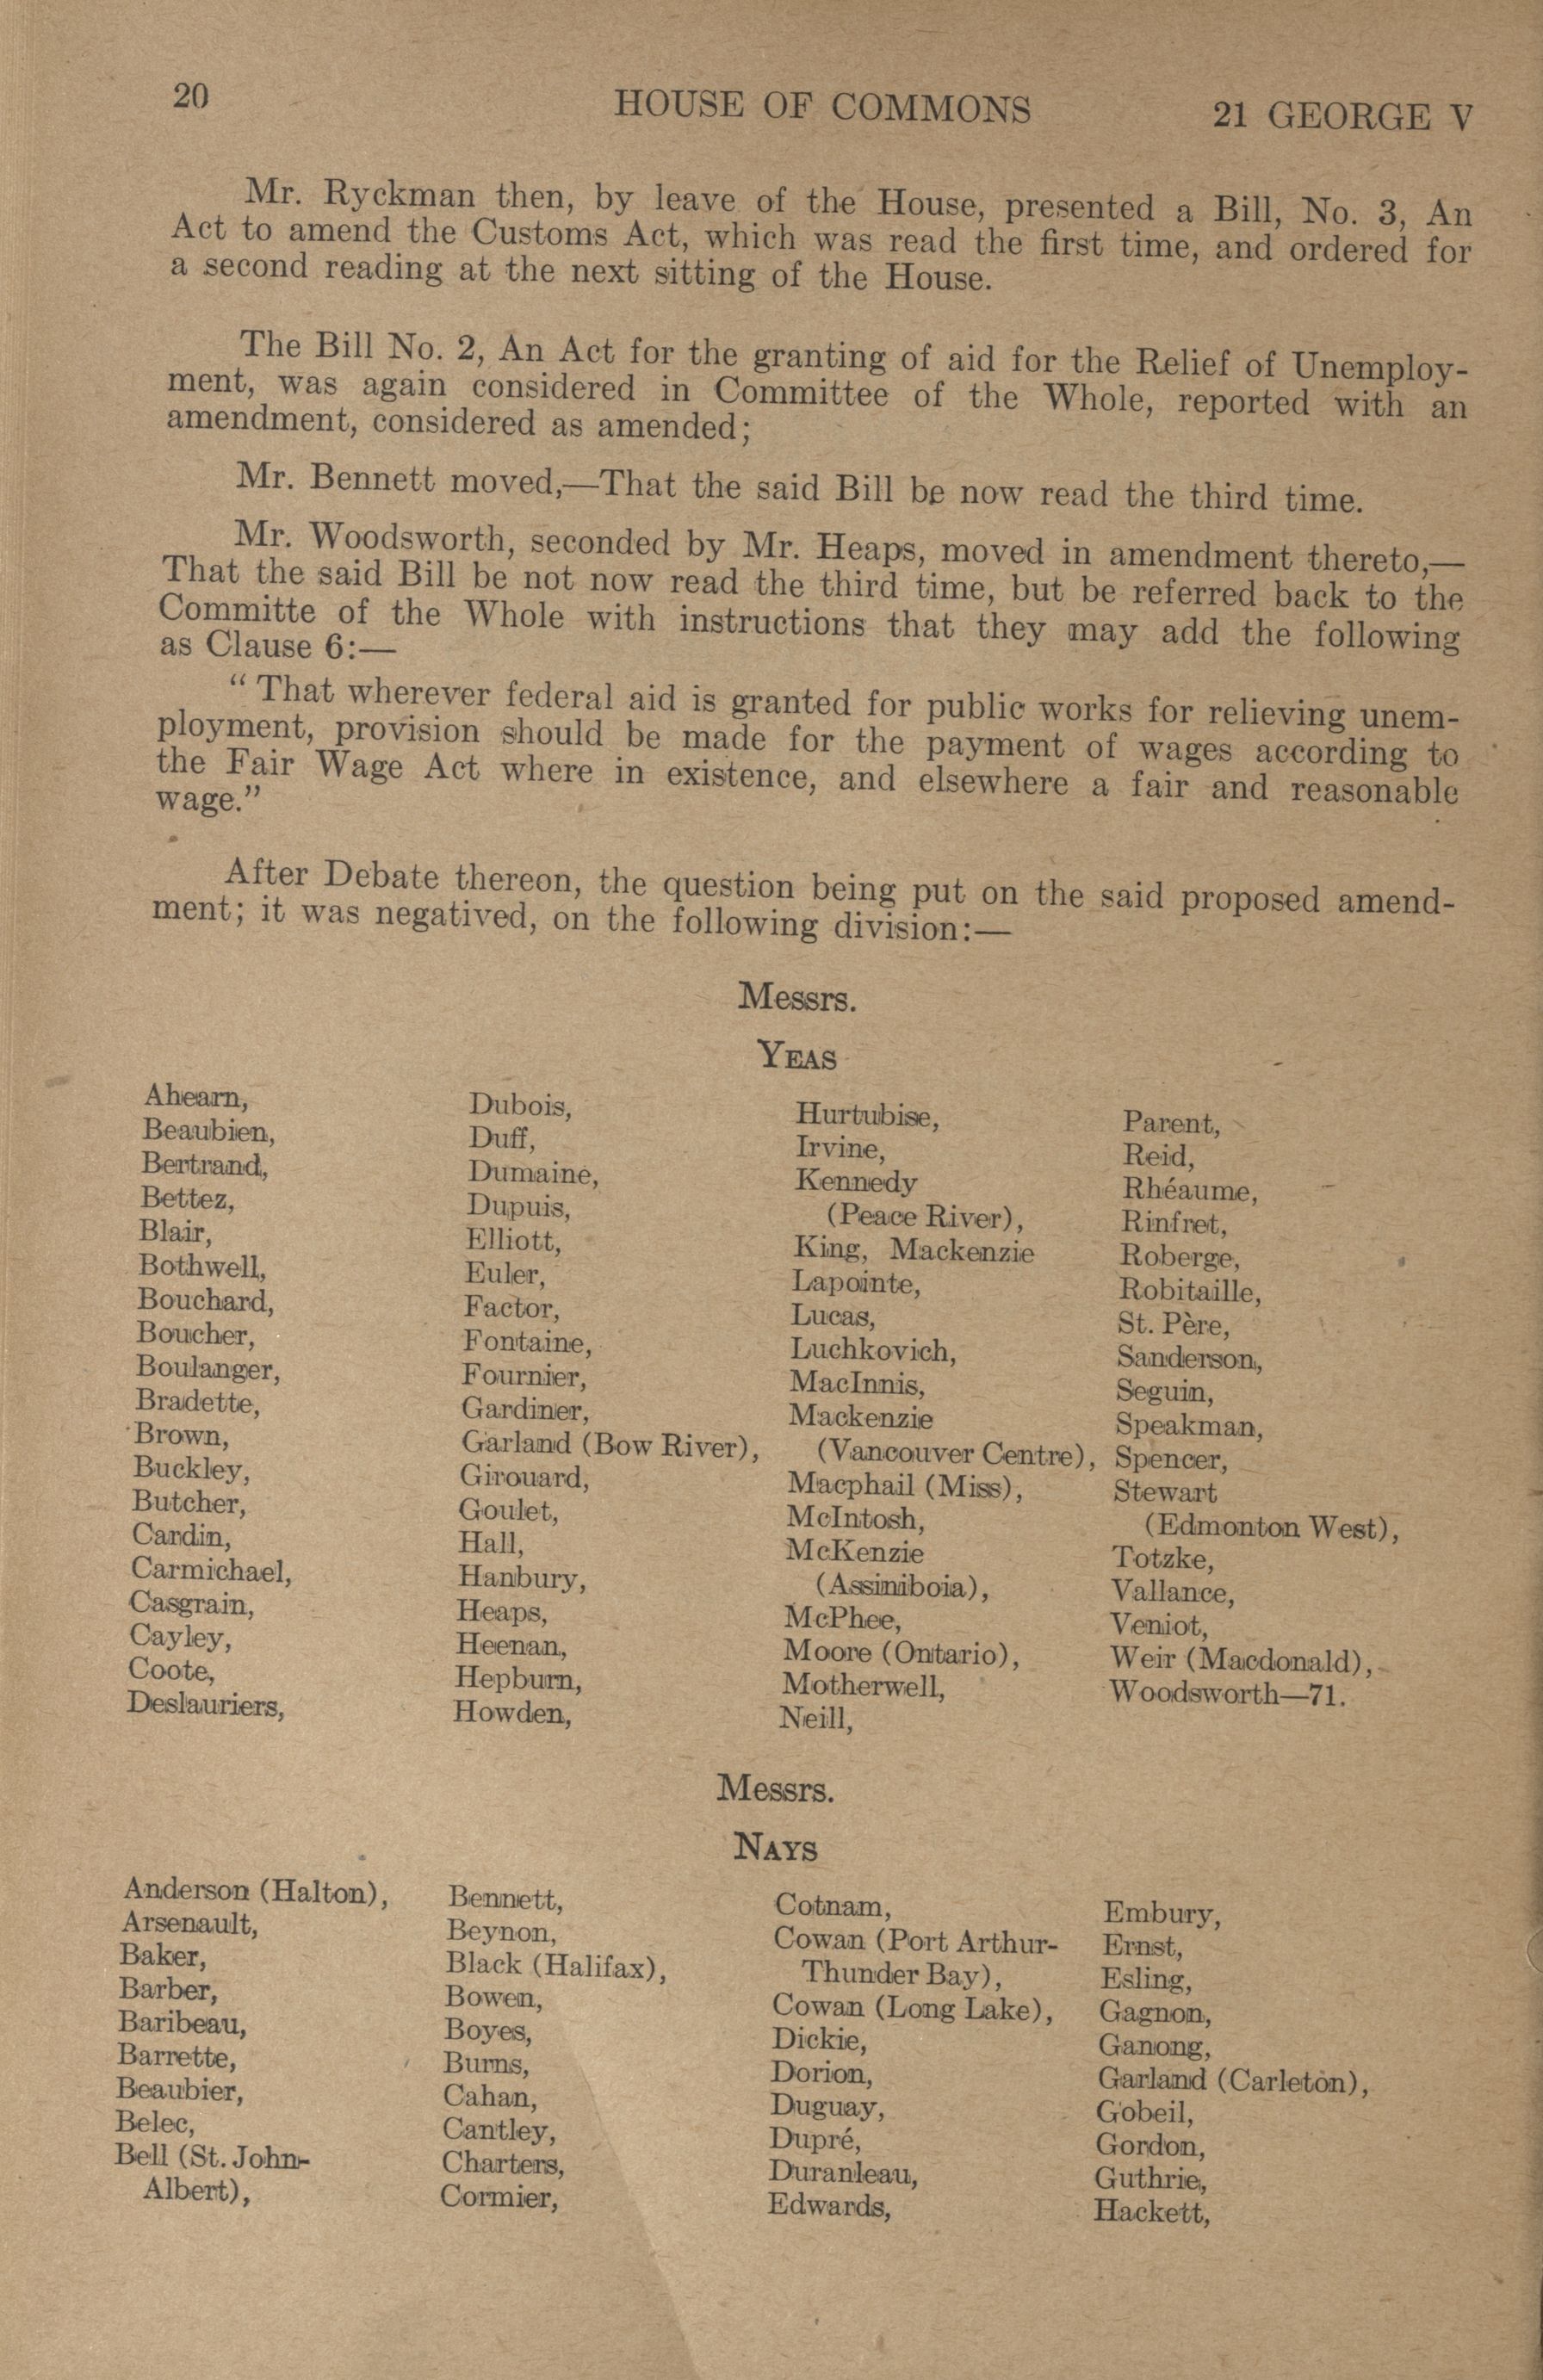 20 HOUSE OF COMMONS 21 GEORGE V
Mr. Ryckman then, by leave of the House, presented a Bill, No. 3, An
Act to amend the Customs Act, which was read the first time, and ordered for
a second reading at the next sitting of the House.
The Bill No. 2, An Act for the granting of aid for the Relief of Unemploy-
ment, was again considered in Committee of the Whole, reported with an
amendment, considered as amended;
Mr. Bennett moved,—That the said Bill be now read the third time.
Mr. Woodsworth, seconded by Mr. Heaps, moved in amendment thereto,—
That the said Bill be not now read the third time, but be referred back to the
Committe of the Whole with instructions that they may add the following
as Clause 6:—
“ That wherever federal aid is granted for public works for relieving unem-
ployment, provision should be made for the payment of wages according to
the Fair Wage Act where in existence, and elsewhere a fair and reasonable
wage.”
After Debate thereon, the question being put on the said proposed amend-
ment; it was negatived, on the following division:—
Messrs.
YEAS
Ahearn,
Beaubien,
Bertrand,
Bettez,
Blair,
Bothwell,
Bouchard,
Boucher,
Boulanger,
Bradette,
Brown,
Buckley,
Butcher,
Cardin,
Carmichael,
Casgrain,
Cayley,
Coote,
Deslauriers,
Dubois,
Duff,
Dumaine,
Dupuis,
Elliott,
Euler,
Factor,
Fontaine,
Fournier,
Gardiner,
Garland (Bow River),
Girouard,
Goulet,
Hall,
Hanbury,
Heaps,
Heenan,
Hepburn,
Howden,
Hurtubise,
Irvine,
Kennedy
(Peace River),
King, Mackenzie
Lapointe,
Lucas,
Luchkovich,
MacInnis,
Mackenzie
(Vancouver Centre),
Macphail (Miss),
McIntosh,
McKenzie
(Assiniboia),
McPhee,
Moore (Ontario),
Motherwell,
Neill,
Parent,
Reid,
Rhéaume,
Rinfret,
Roberge,
Robitaille,
St. Père,
Sanderson,
Seguin,
Speakman,
Spencer,
Stewart
(Edmonton West),
Totzke,
Vallance,
Veniot,
Weir (Macdonald),
Woodsworth—71.
Messrs.
NAYS
Anderson (Halton),
Arsenault,
Baker,
Barber,
Baribeau,
Barrette,
Beaubier,
Belec,
Bell (St. John-
Albert),
Bennett,
Beynon,
Black (Halifax),
Bowen,
Boyes,
Burns,
Cahan,
Cantley,
Charters,
Cormier,
Cotnam,
Cowan (Port Arthur-
Thunder Bay),
Cowan (Long Lake),
Dickie,
Dorion,
Duguay,
Dupré,
Duranleau,
Edwards,
Embury,
Ernst,
Esling,
Gagnon,
Ganong,
Garland (Carleton),
Gobeil,
Gordon,
Guthrie,
Hackett,